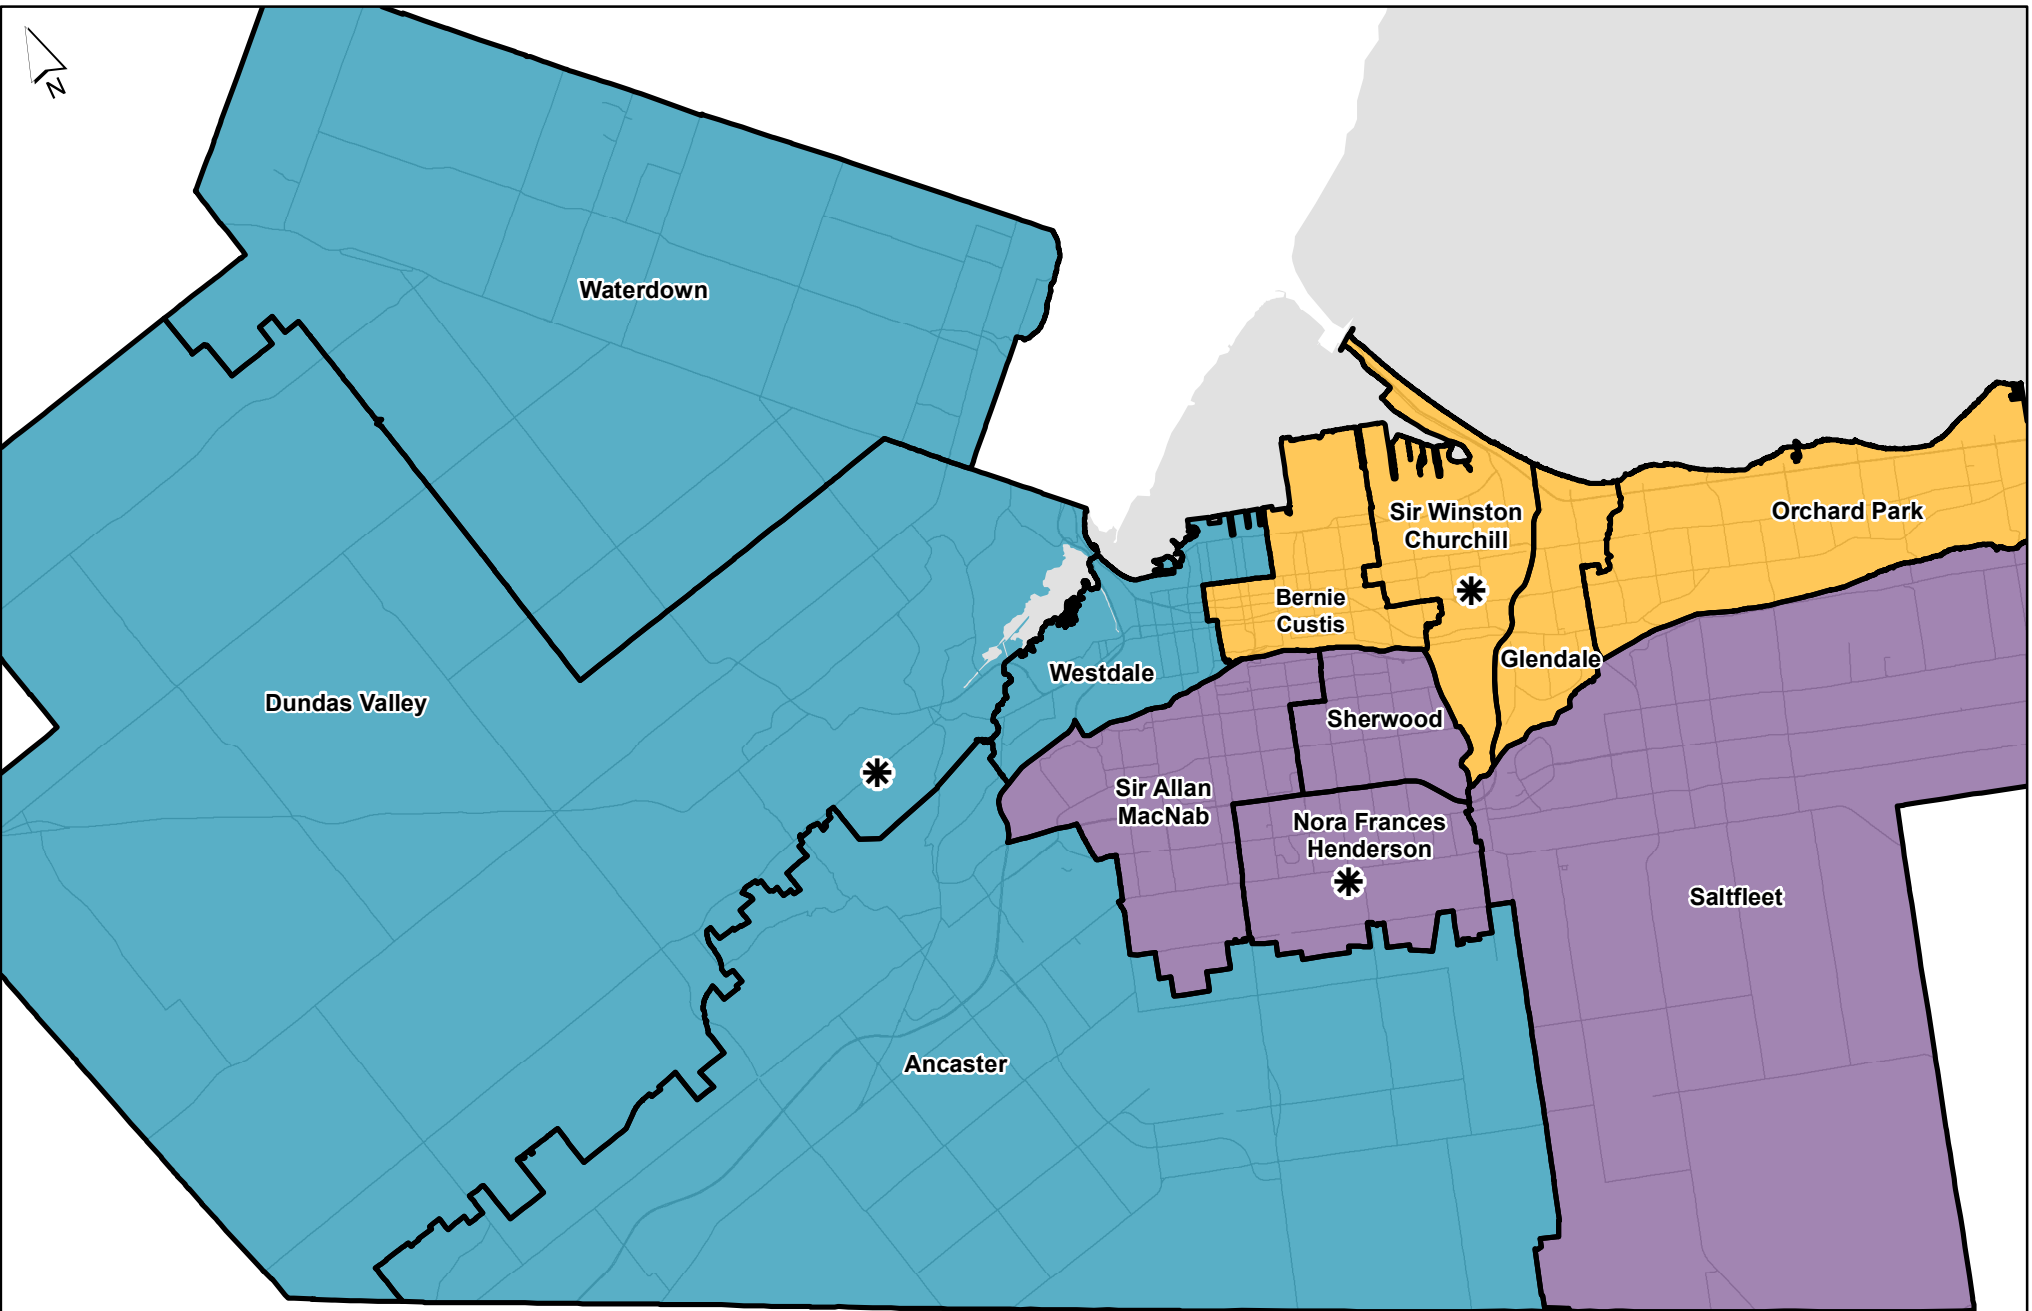 N
Waterdown
Sir Winston
Churchill
Orchard Park
Bernie
Custis
Glendale
Westdale
Dundas Valley
Sherwood
Sir Allan
MacNab
Nora Frances
Henderson
Saltfleet
Ancaster